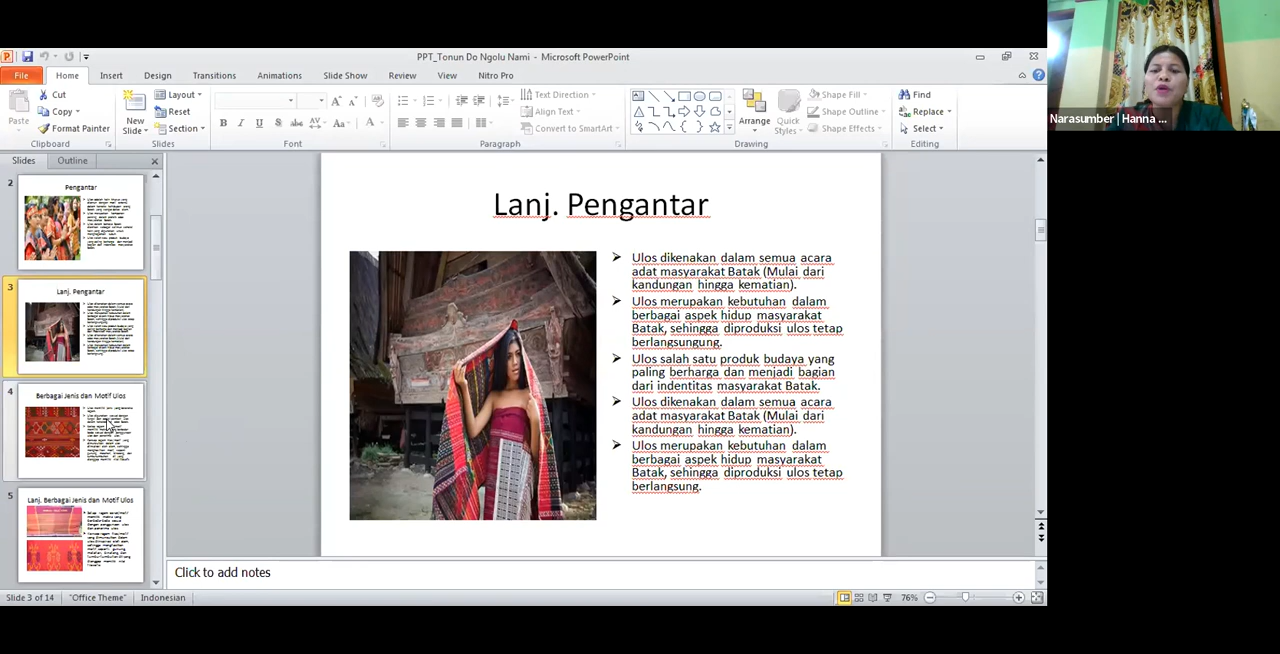 PPT_Tonun Do Ngolu Nami - Microsoft PowerPoint
File Home Insert Design Transitions Animations Slide Show Review View Nitro Pro
Paste
Cut
Copy
Format Painter
Clipboard
New
Slide
Layout
Reset
Section
Slides
Font
Text Direction
Align Text
Convert to SmartArt
Paragraph
Arrange
Quick
Styles
Shape Fill
Shape Outline
Shape Effects
Drawing
Find
Replace
Select
Editing
Narasumber | Hanna ...
Slides Outline
2
Pengantar
3
Lanj. Pengantar
4
Berbagai Jenis dan Motif Ulos
5
Lanj. Berbagai Jenis dan Motif Ulos
Lanj. Pengantar
Ulos dikenakan dalam semua acara
adat masyarakat Batak (Mulai dari
kandungan hingga kematian).
Ulos merupakan kebutuhan dalam
berbagai aspek hidup masyarakat
Batak, sehingga diproduksi ulos tetap
berlangsungung.
Ulos salah satu produk budaya yang
paling berharga dan menjadi bagian
dari indentitas masyarakat Batak.
Ulos dikenakan dalam semua acara
adat masyarakat Batak (Mulai dari
kandungan hingga kematian).
Ulos merupakan kebutuhan dalam
berbagai aspek hidup masyarakat
Batak, sehingga diproduksi ulos tetap
berlangsung.
Click to add notes
Slide 3 of 14 "Office Theme" Indonesian 76%